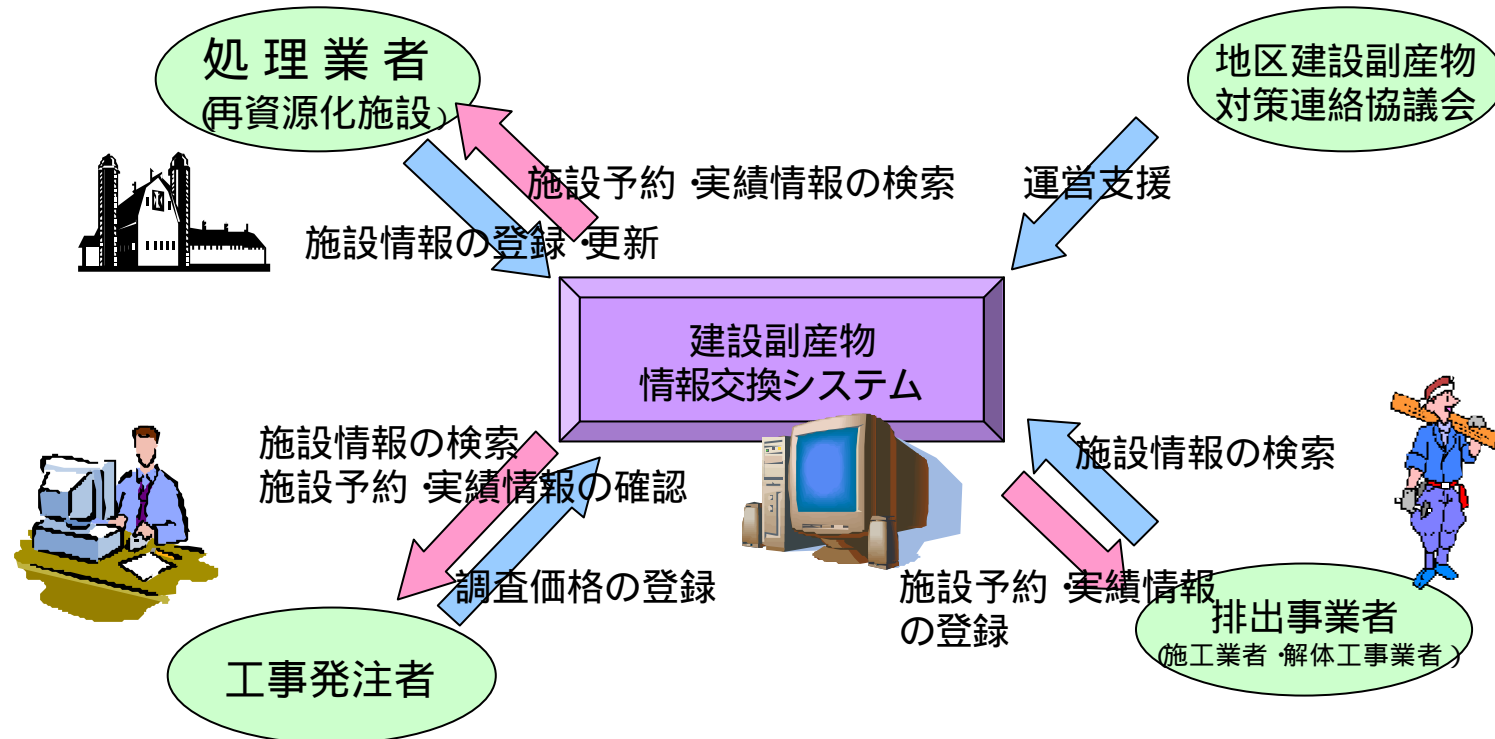 処 理 業 者
(再資源化施設)
地区建設副産物
対策連絡協議会
施設予約・実績情報の検索
運営支援
施設情報の登録・更新
建設副産物
情報交換システム
施設情報の検索
施設予約・実績情報の確認
施設情報の検索
調査価格の登録
施設予約・実績情報
の登録
排出事業者
(施工業者・解体工事業者)
工事発注者